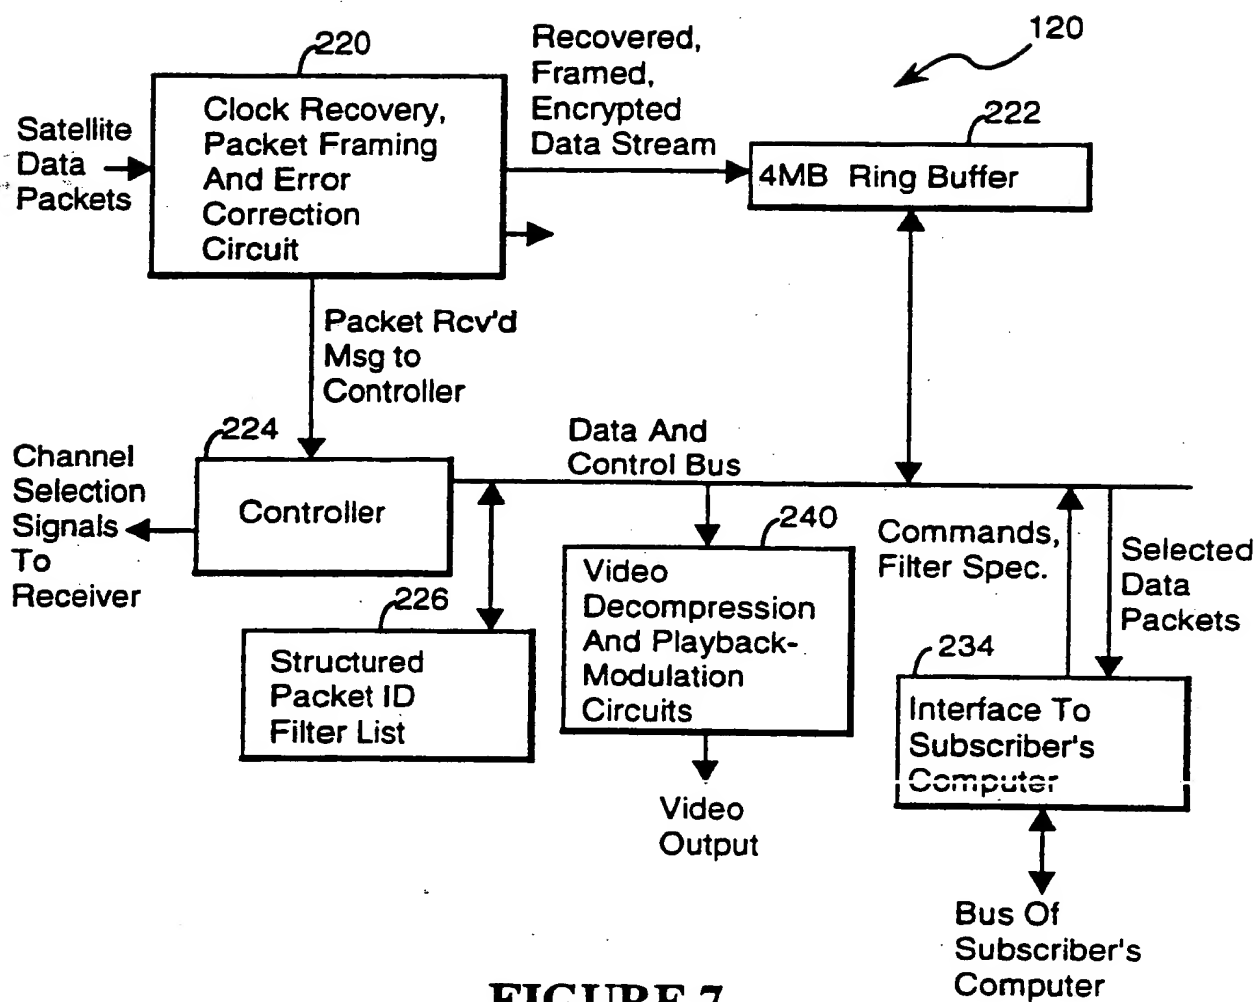 220
Recovered,
Framed,
Encrypted
Data Stream
120
Satellite
Data
Packets
Clock Recovery,
Packet Framing
And Error
Correction
Circuit
222
4MB Ring Buffer
Packet Rcv'd
Msg to
Controller
224
Channel
Selection
Signals
To
Receiver
Controller
Data And
Control Bus
226
Structured
Packet ID
Filter List
240
Video
Decompression
And Playback-
Modulation
Circuits
Video
Output
Commands,
Filter Spec.
Selected
Data
Packets
234
Interface To
Subscriber's
Computer
Bus Of
Subscriber's
Computer
FIGURE 7